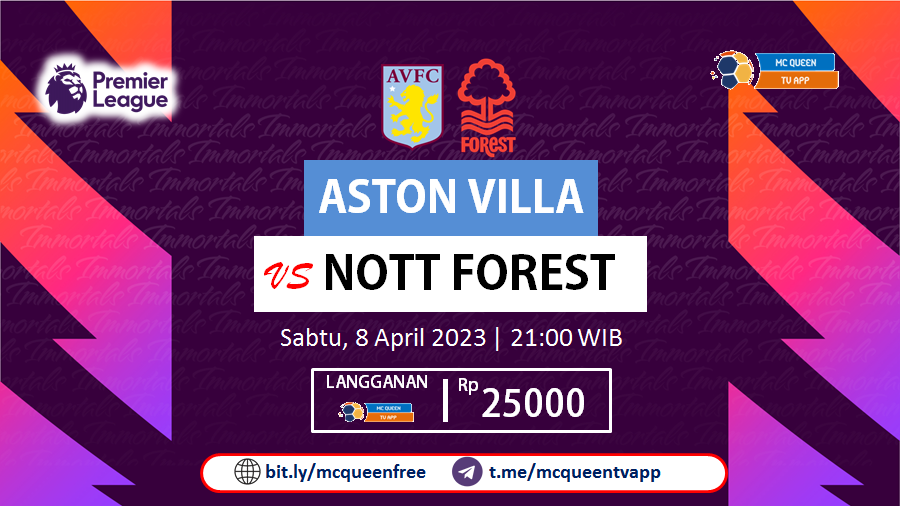 Premier
League
MC QUEEN
TV APP
AVFC
FOREST
ASTON VILLA
VS NOTT FOREST
Sabtu, 8 April 2023 | 21:00 WIB
LANGGANAN
MC QUEEN
TV APP
Rp 25000
bit.ly/mcqueenfree
t.me/mcqueentvapp
Immortals